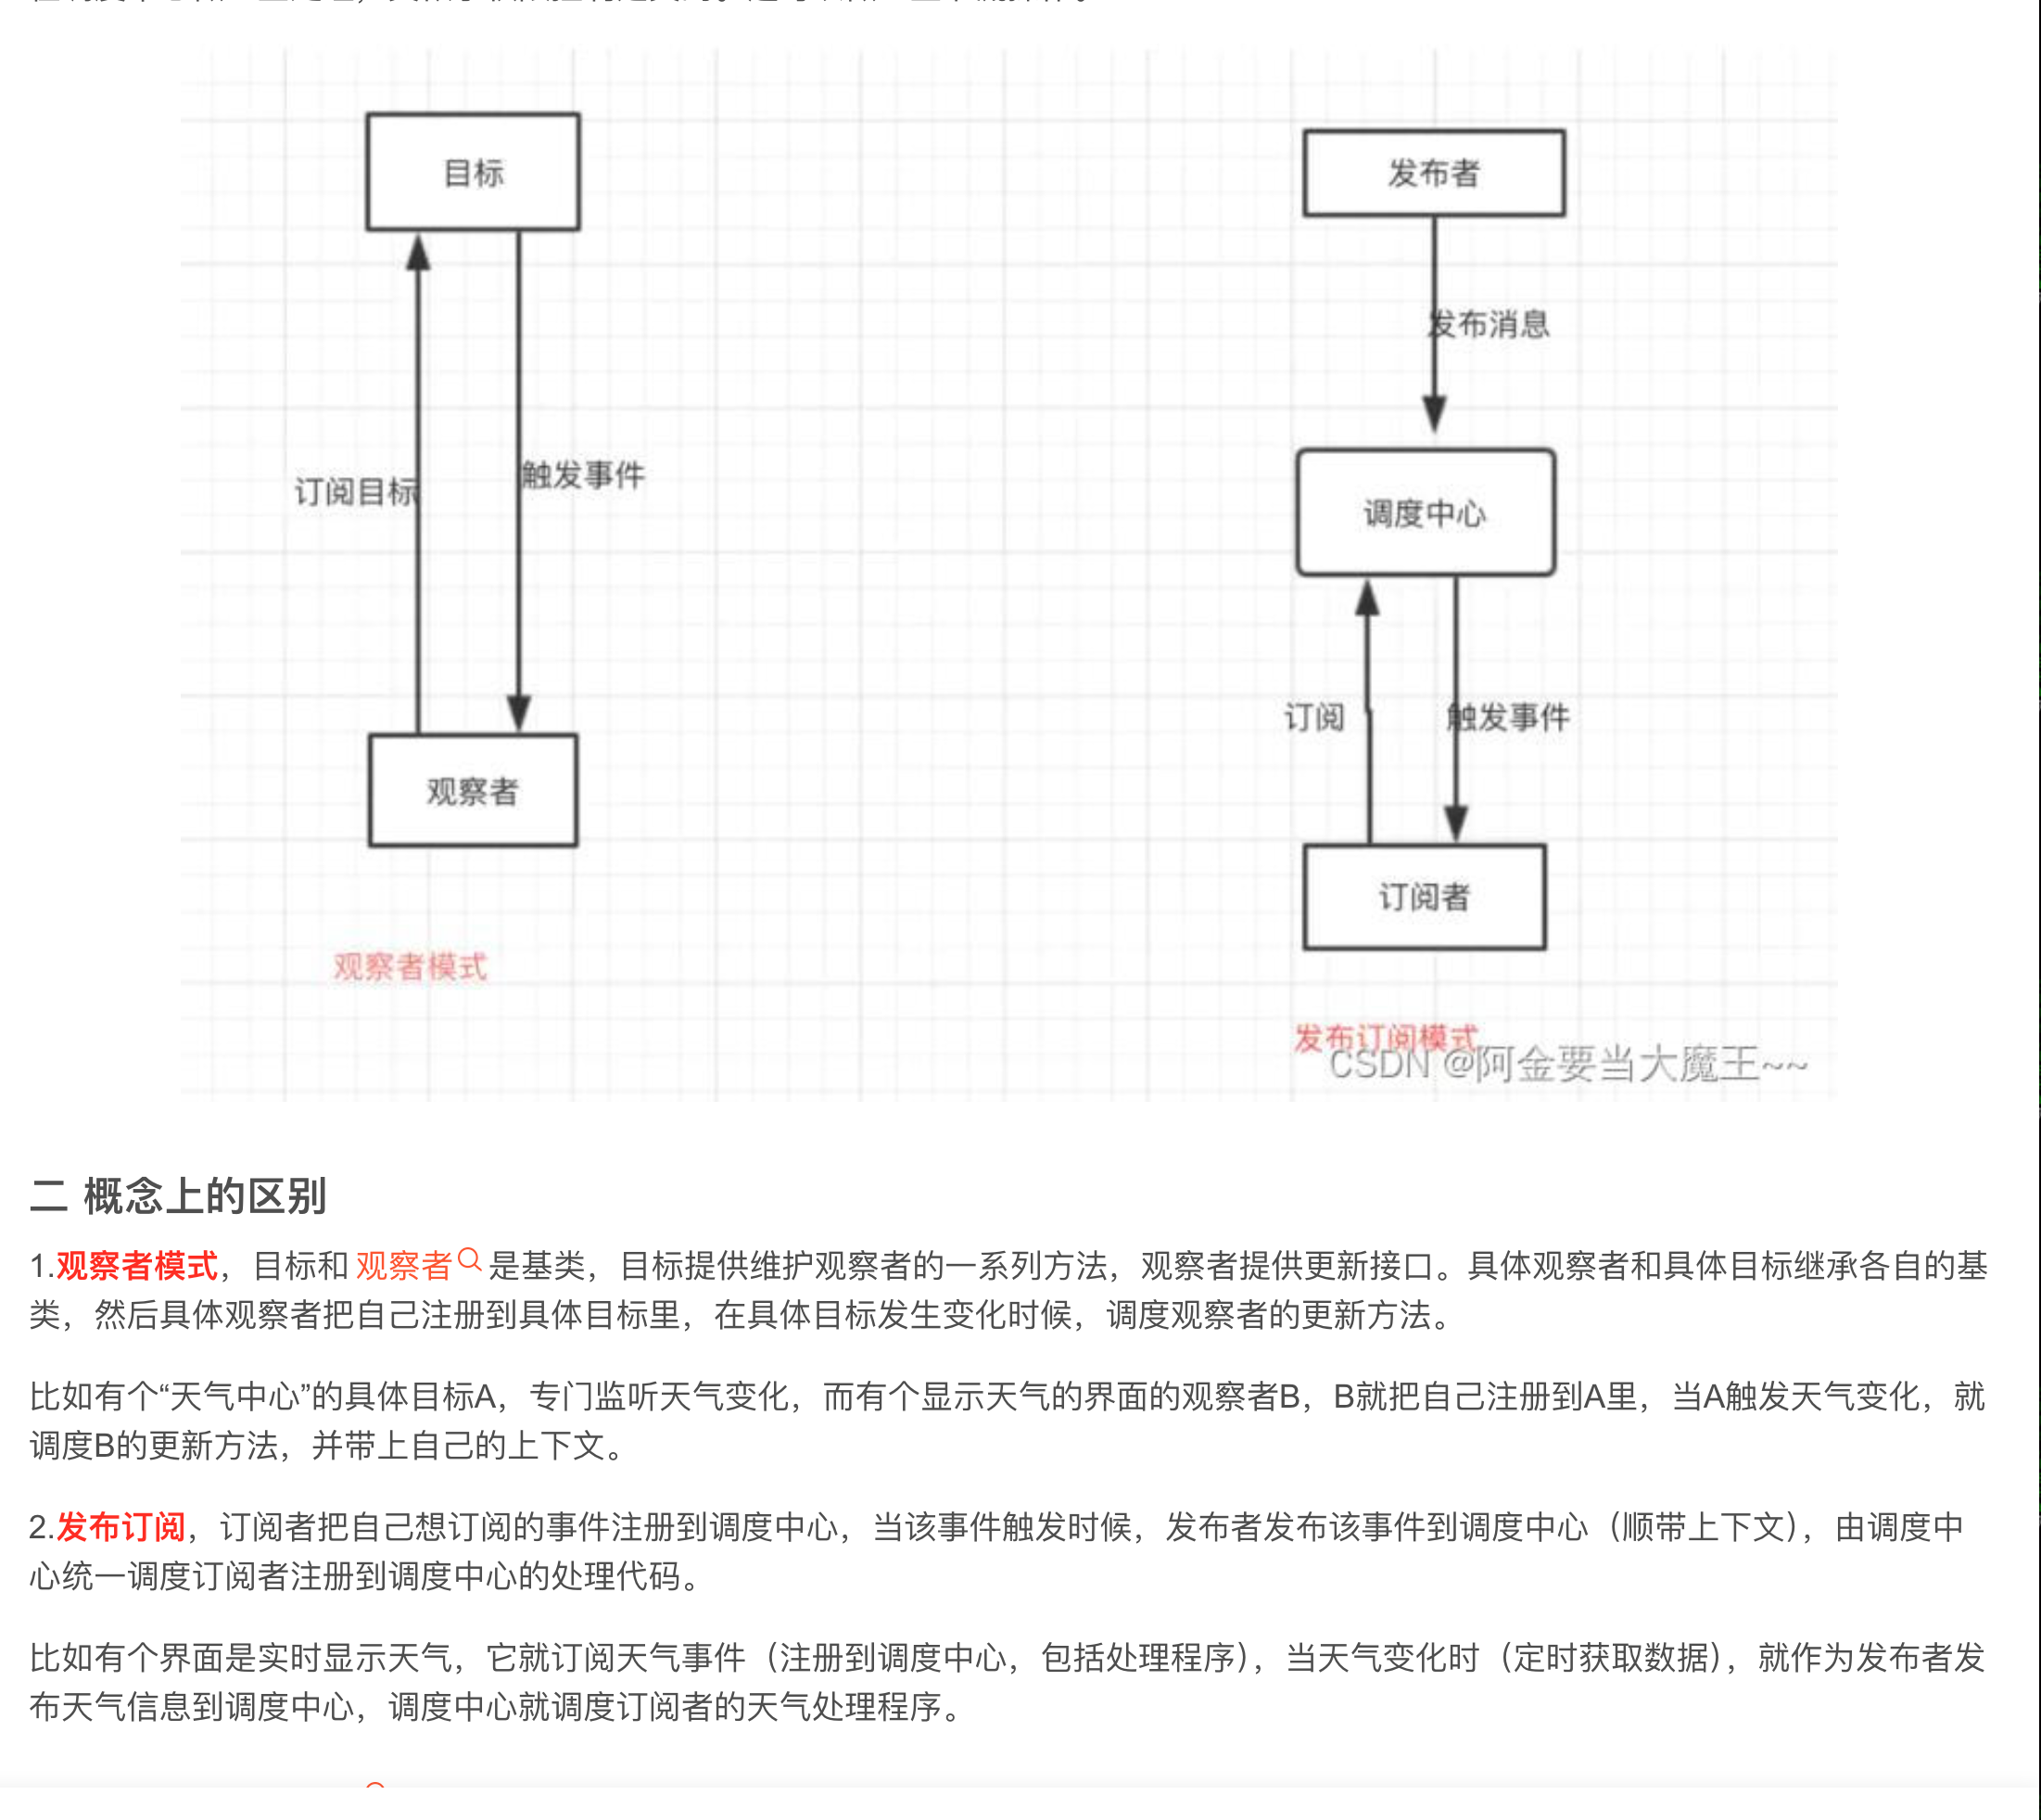 目标
发布者
发布消息
触发事件
订阅目标
调度中心
订阅
触发事件
观察者
订阅者
观察者模式
发布订阅模式
CSDN @阿金要当大魔王~~
二 概念上的区别
1.观察者模式，目标和 观察者 是基类，目标提供维护观察者的一系列方法，观察者提供更新接口。具体观察者和具体目标继承各自的基
类，然后具体观察者把自己注册到具体目标里，在具体目标发生变化时候，调度观察者的更新方法。
比如有个“天气中心”的具体目标A，专门监听天气变化，而有个显示天气的界面的观察者B，B就把自己注册到A里，当A触发天气变化，就
调度B的更新方法，并带上自己的上下文。
2.发布订阅，订阅者把自己想订阅的事件注册到调度中心，当该事件触发时候，发布者发布该事件到调度中心（顺带上下文），由调度中
心统一调度订阅者注册到调度中心的处理代码。
比如有个界面是实时显示天气，它就订阅天气事件（注册到调度中心，包括处理程序），当天气变化时（定时获取数据），就作为发布者发
布天气信息到调度中心，调度中心就调度订阅者的天气处理程序。